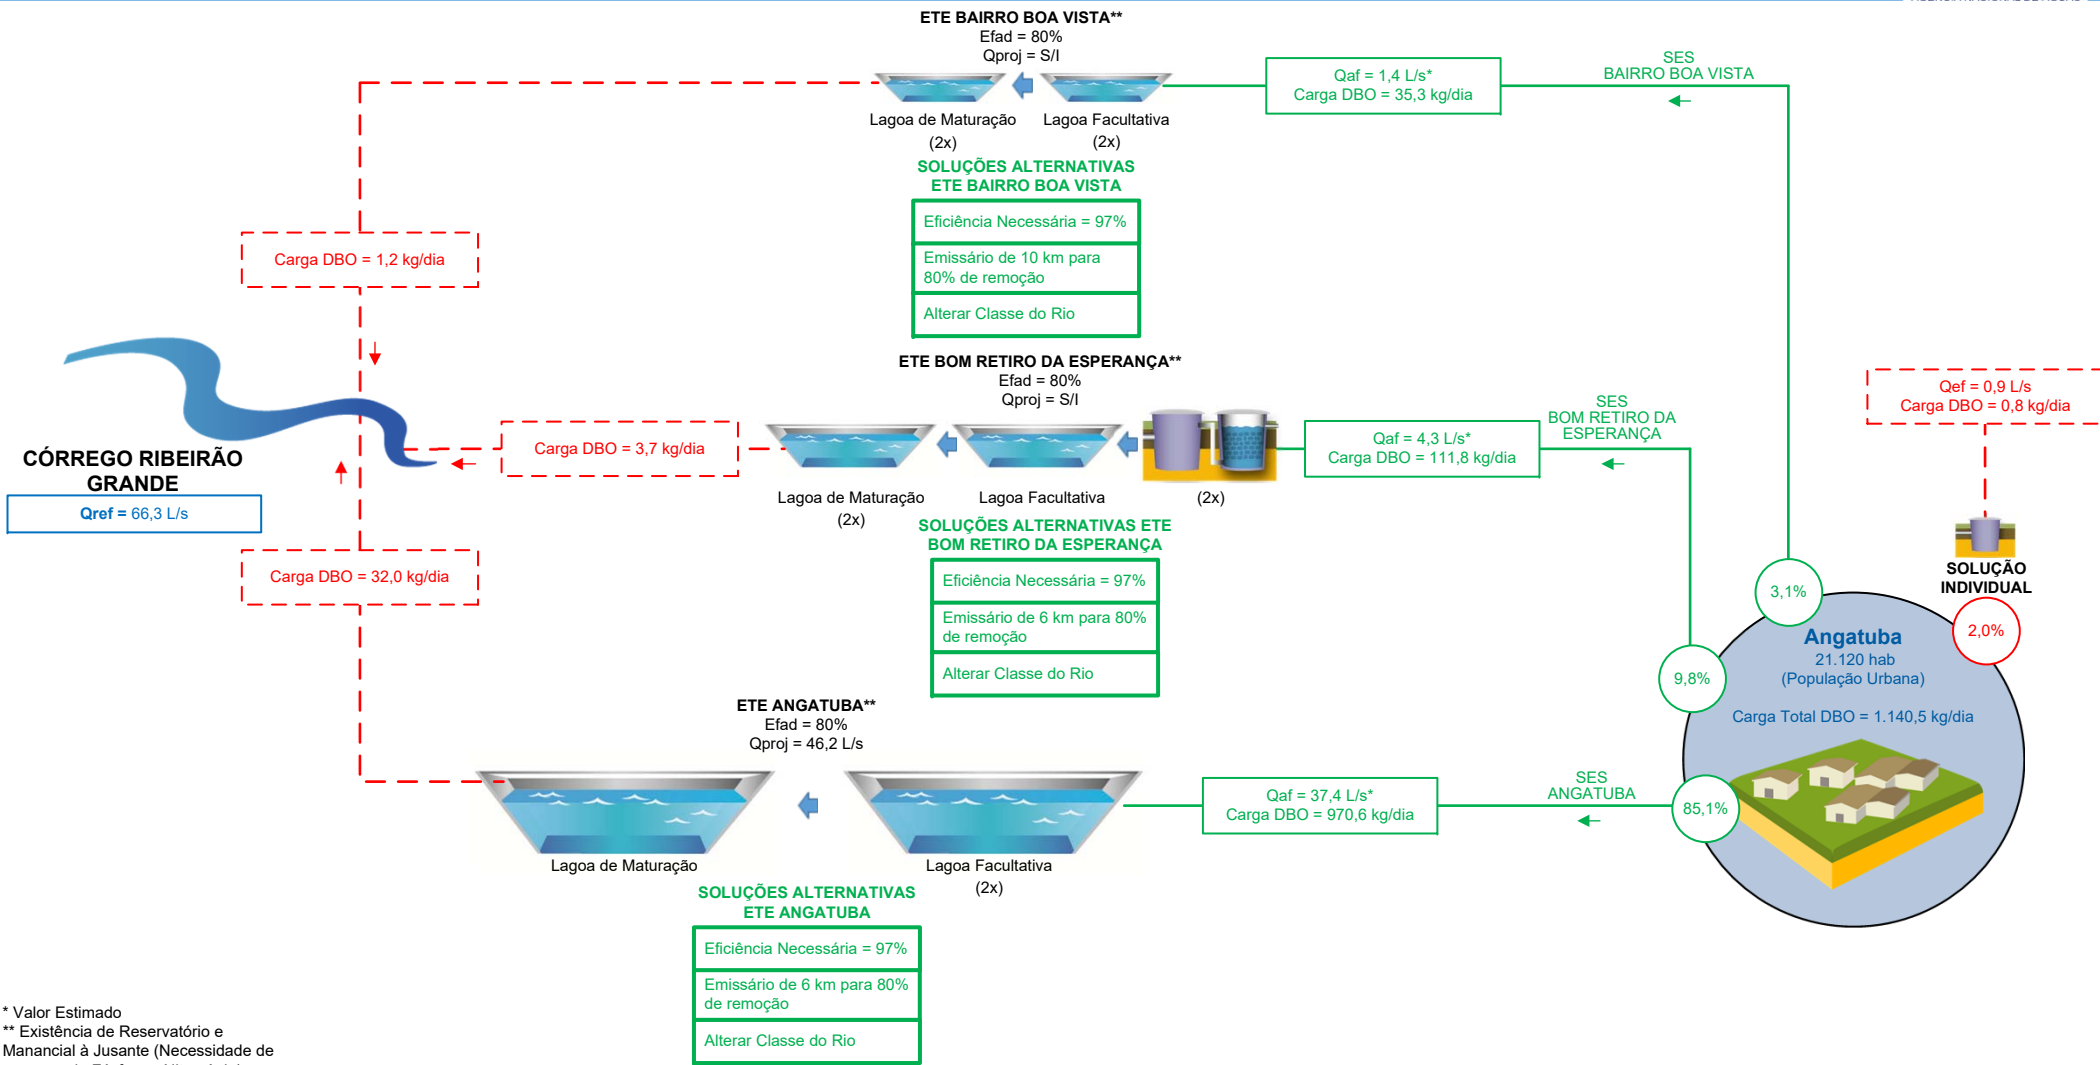 ETE BAIRRO BOA VISTA**
Efad = 80%
Qproj = S/I
Lagoa de Maturação
(2x)
Lagoa Facultativa
(2x)
Qaf = 1,4 L/s*
Carga DBO = 35,3 kg/dia
SES
BAIRRO BOA VISTA
SOLUÇÕES ALTERNATIVAS
ETE BAIRRO BOA VISTA
Eficiência Necessária = 97%
Emissário de 10 km para
80% de remoção
Alterar Classe do Rio
Carga DBO = 1,2 kg/dia
ETE BOM RETIRO DA ESPERANÇA**
Efad = 80%
Qproj = S/I
Carga DBO = 3,7 kg/dia
Lagoa de Maturação
(2x)
Lagoa Facultativa
(2x)
Qaf = 4,3 L/s*
Carga DBO = 111,8 kg/dia
SES
BOM RETIRO DA
ESPERANÇA
Qef = 0,9 L/s
Carga DBO = 0,8 kg/dia
CÓRREGO RIBEIRÃO
GRANDE
Qref = 66,3 L/s
SOLUÇÕES ALTERNATIVAS ETE
BOM RETIRO DA ESPERANÇA
Eficiência Necessária = 97%
Emissário de 6 km para 80%
de remoção
Alterar Classe do Rio
Carga DBO = 32,0 kg/dia
SOLUÇÃO
INDIVIDUAL
3,1%
2,0%
9,8%
85,1%
Angatuba
21.120 hab
(População Urbana)
Carga Total DBO = 1.140,5 kg/dia
ETE ANGATUBA**
Efad = 80%
Qproj = 46,2 L/s
Lagoa de Maturação
Lagoa Facultativa
(2x)
Qaf = 37,4 L/s*
Carga DBO = 970,6 kg/dia
SES
ANGATUBA
SOLUÇÕES ALTERNATIVAS
ETE ANGATUBA
Eficiência Necessária = 97%
Emissário de 6 km para 80%
de remoção
Alterar Classe do Rio
* Valor Estimado
** Existência de Reservatório e
Manancial à Jusante (Necessidade de